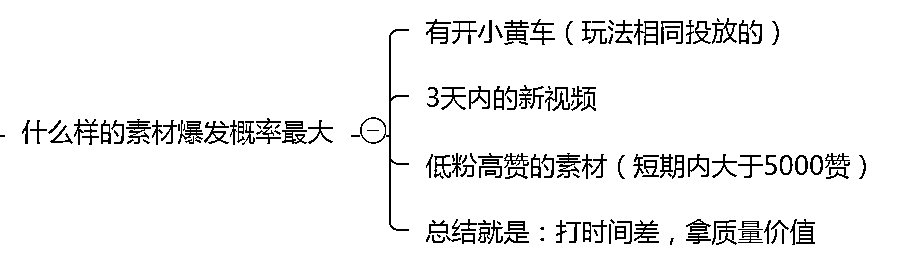 什么样的素材爆发概率最大
有开小黄车（玩法相同投放的）
3天内的新视频
低粉高赞的素材（短期内大于5000赞）
总结就是：打时间差，拿质量价值